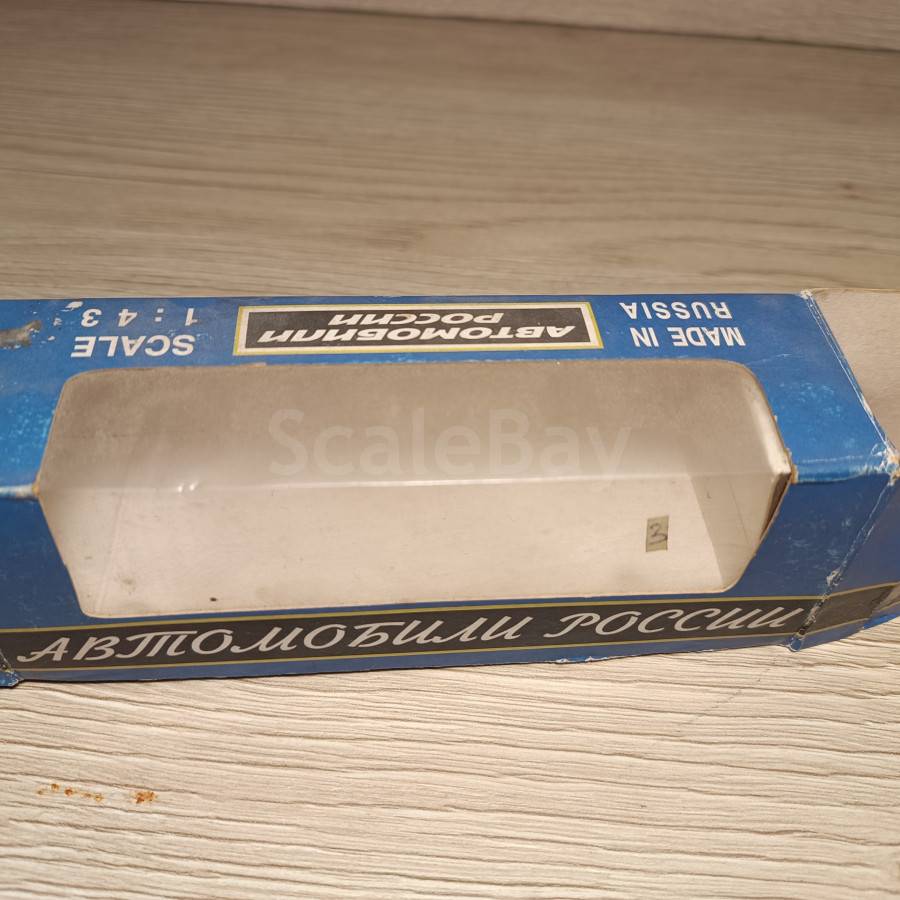 MADE IN
RUSSIA
АВТОМОБИЛИ
РОССИИ
SCALE
1:43
ScaleBay
3
АВТОМОБИЛИ РОССИИ